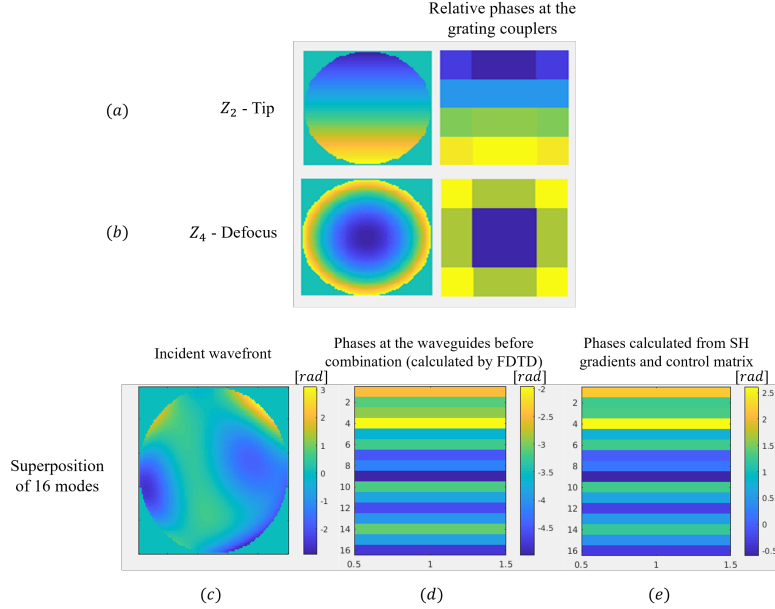 Relative phases at the
grating couplers
(a)
Z₂ - Tip
(b)
Z₄ - Defocus
Incident wavefront
Phases at the waveguides before
combination (calculated by FDTD)
Phases calculated from SH
gradients and control matrix
[rad]
[rad]
[rad]
Superposition
of 16 modes
3
2
1
0
-1
-2
2
4
6
8
10
12
14
16
0.5
1
1.5
-2
-2.5
-3
-3.5
-4
-4.5
2
4
6
8
10
12
14
16
0.5
1
1.5
2.5
2
1.5
1
0.5
0
-0.5
(c)
(d)
(e)